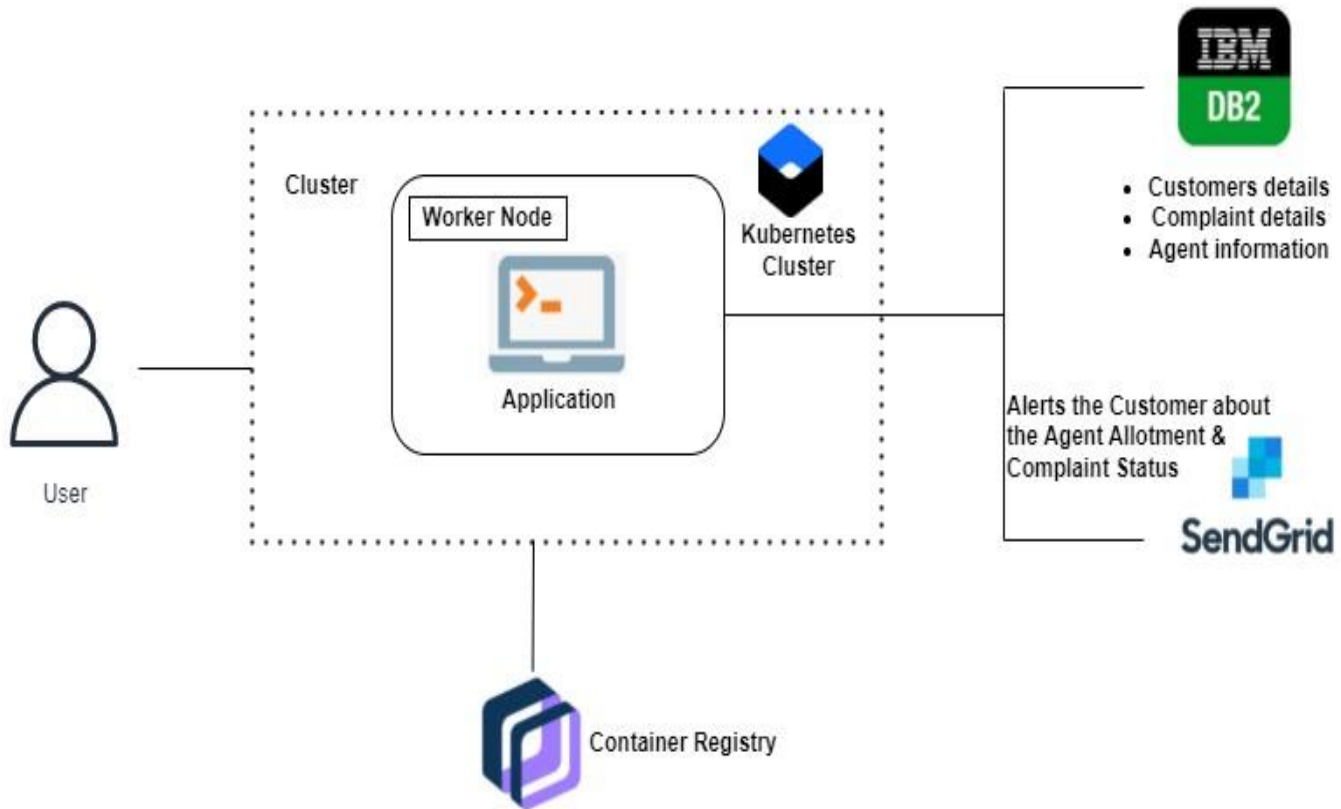 IBM
DB2
Cluster
Worker Node
Kubernetes
Cluster
• Customers details
• Complaint details
• Agent information
Application
User
Alerts the Customer about
the Agent Allotment &
Complaint Status
SendGrid
Container Registry